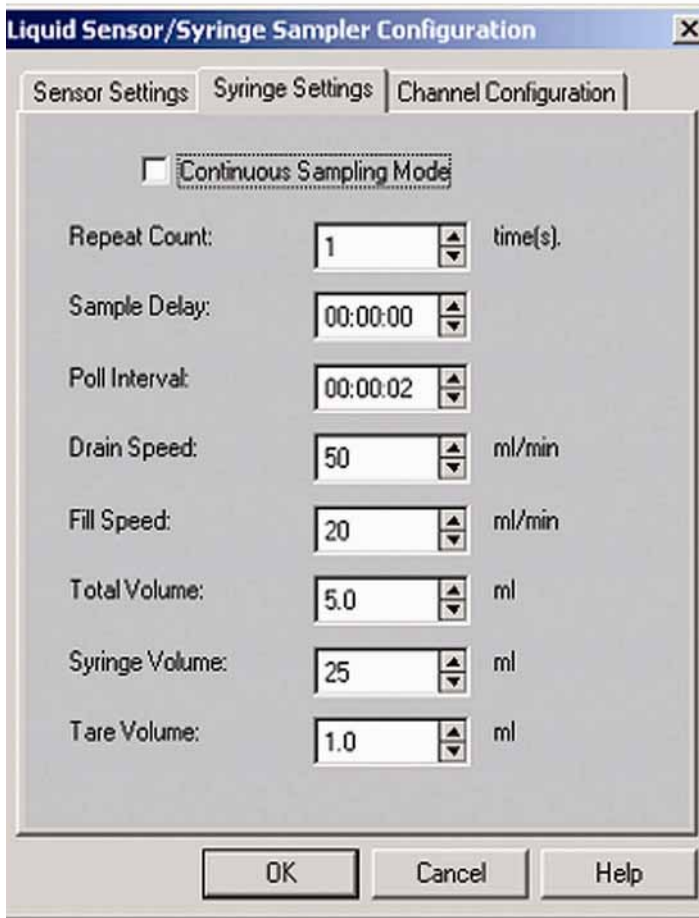 Liquid Sensor/Syringe Sampler Configuration
Sensor Settings Syringe Settings Channel Configuration
Continuous Sampling Mode
Repeat Count: 1 time(s).
Sample Delay: 00:00:00
Poll Interval: 00:00:02
Drain Speed: 50 ml/min
Fill Speed: 20 ml/min
Total Volume: 5.0 ml
Syringe Volume: 25 ml
Tare Volume: 1.0 ml
OK Cancel Help